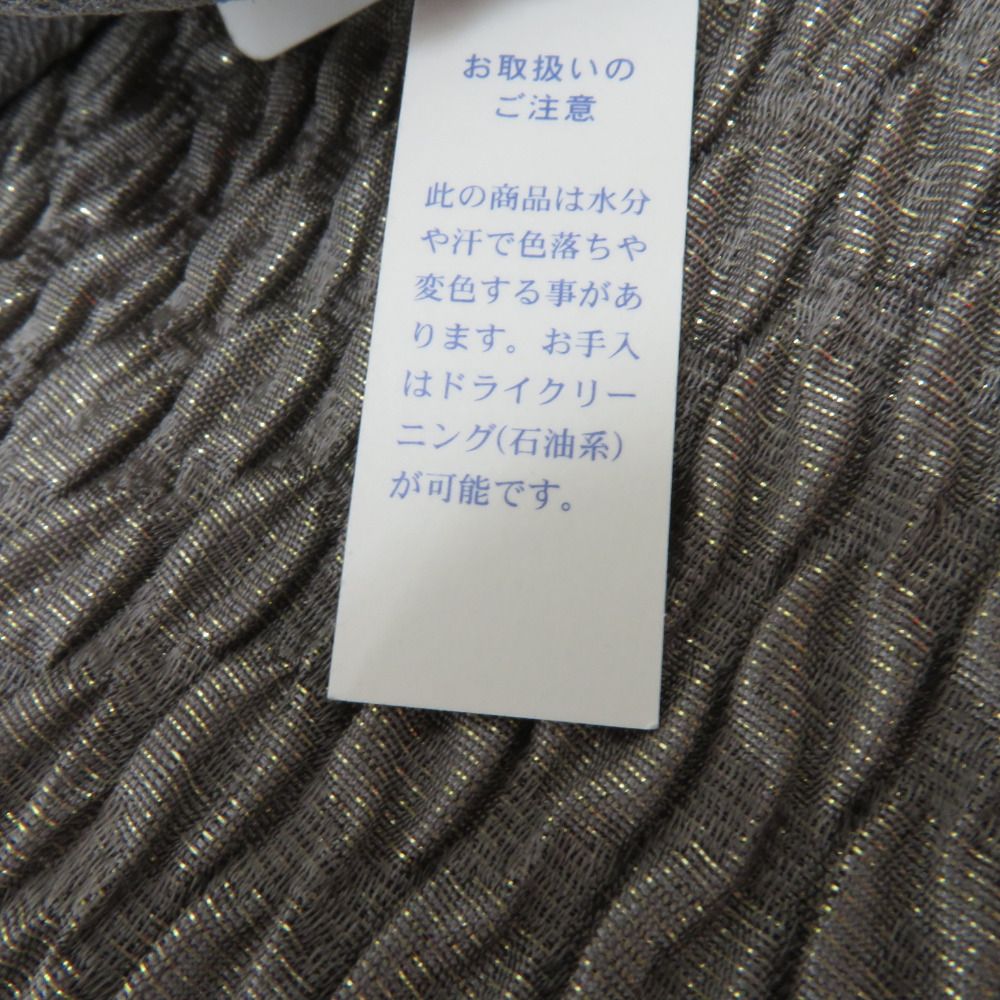 お取扱いの
ご注意
此の商品は水分
や汗で色落ちや
変色する事があ
ります。お手入
はドライクリー
ニング(石油系)
が可能です。